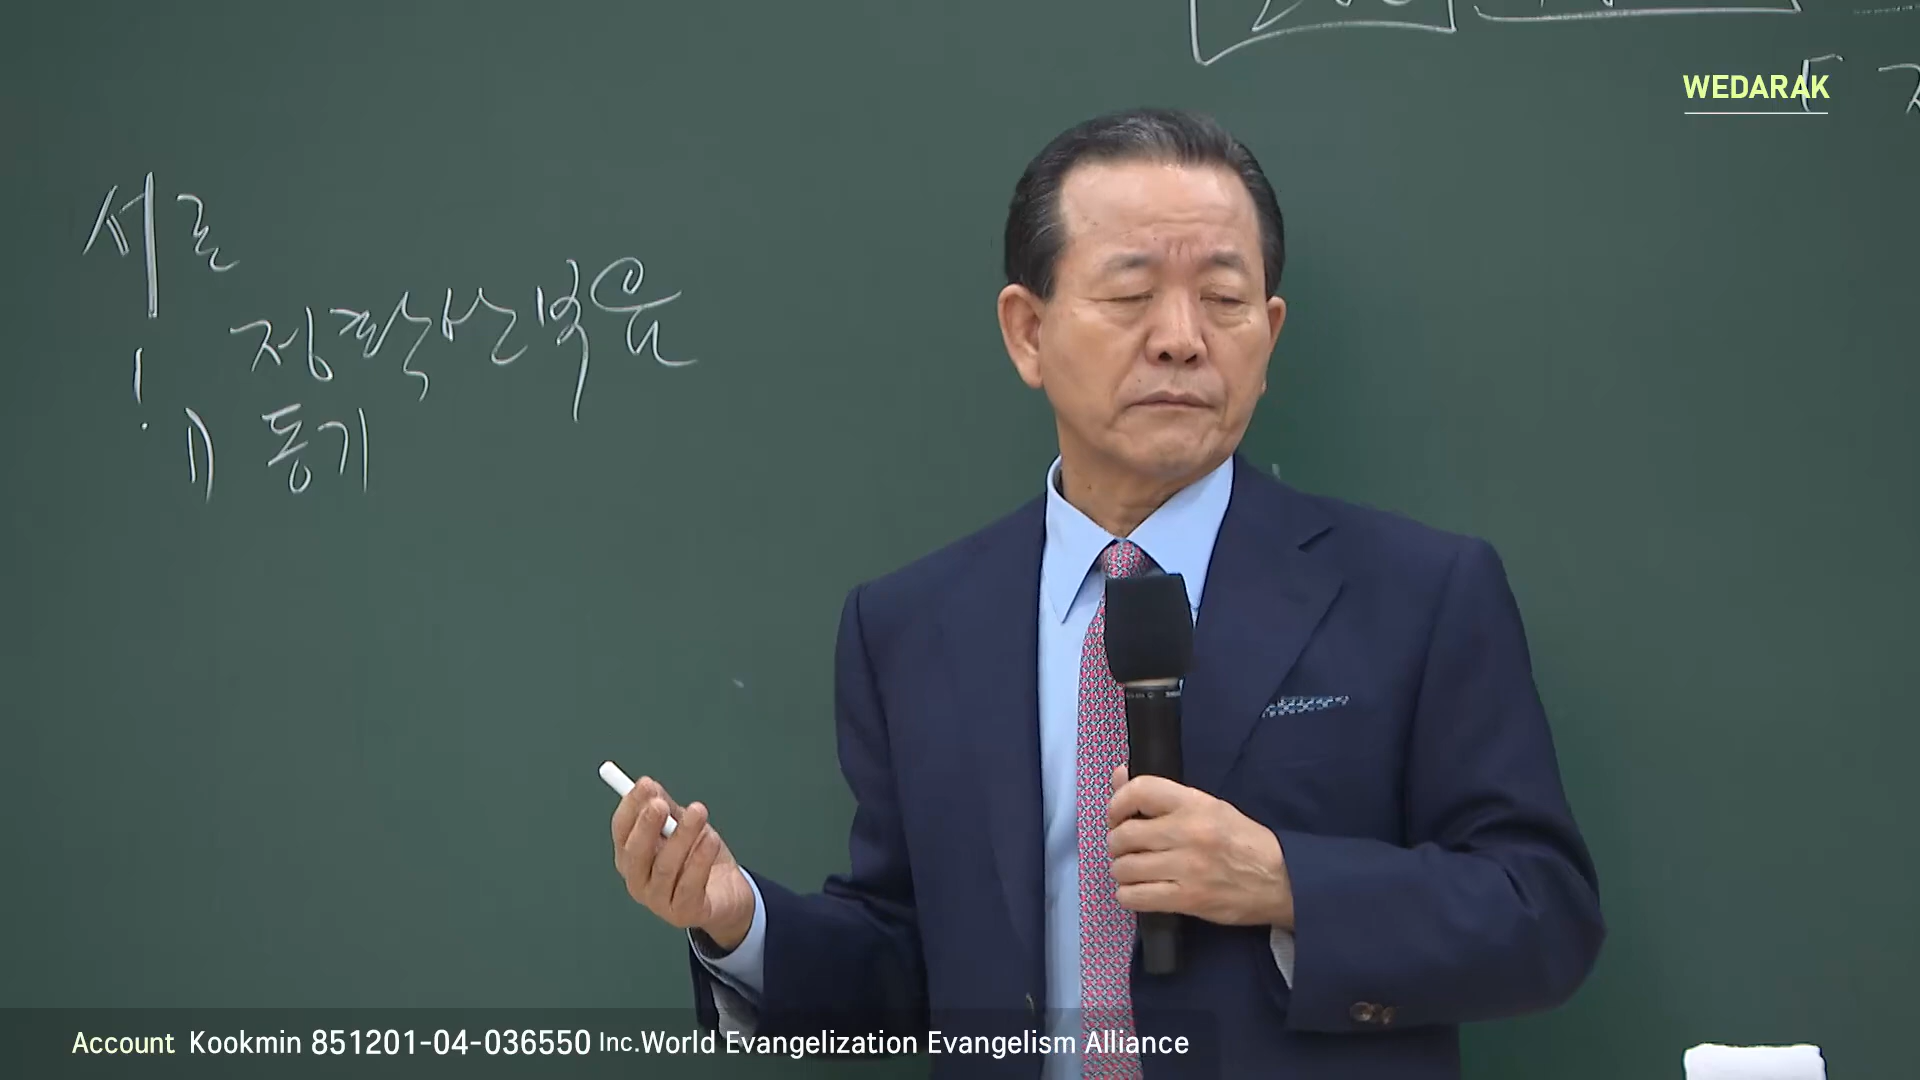 WEDARAK
서론
정확한 복음
1) 동기
Account Kookmin 851201-04-036550 Inc.World Evangelization Evangelism Alliance